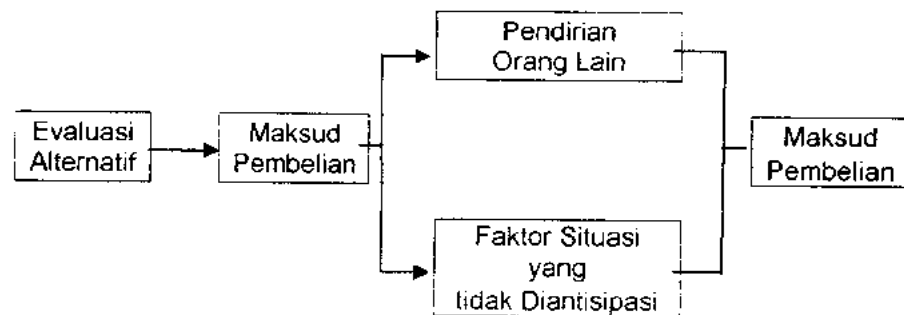 Evaluasi
Alternatif
Maksud
Pembelian
Pendirian
Orang Lain
Faktor Situasi
yang
tidak Diantisipasi
Maksud
Pembelian